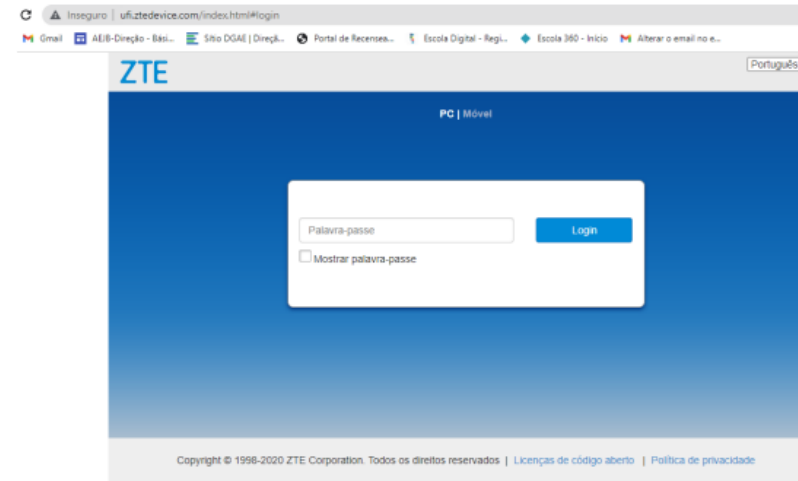 Inseguro | ufi.ztedevice.com/index.html#login
Gmail AE/B-Direção - Bási... Sítio DGAE | Direçã... Portal de Recensea... Escola Digital - Regi... Escola 360 - Início Alterar o email no e...
ZTE
Português
PC | Móvel
Palavra-passe
Login
Mostrar palavra-passe
Copyright © 1998-2020 ZTE Corporation. Todos os direitos reservados | Licenças de código aberto | Política de privacidade